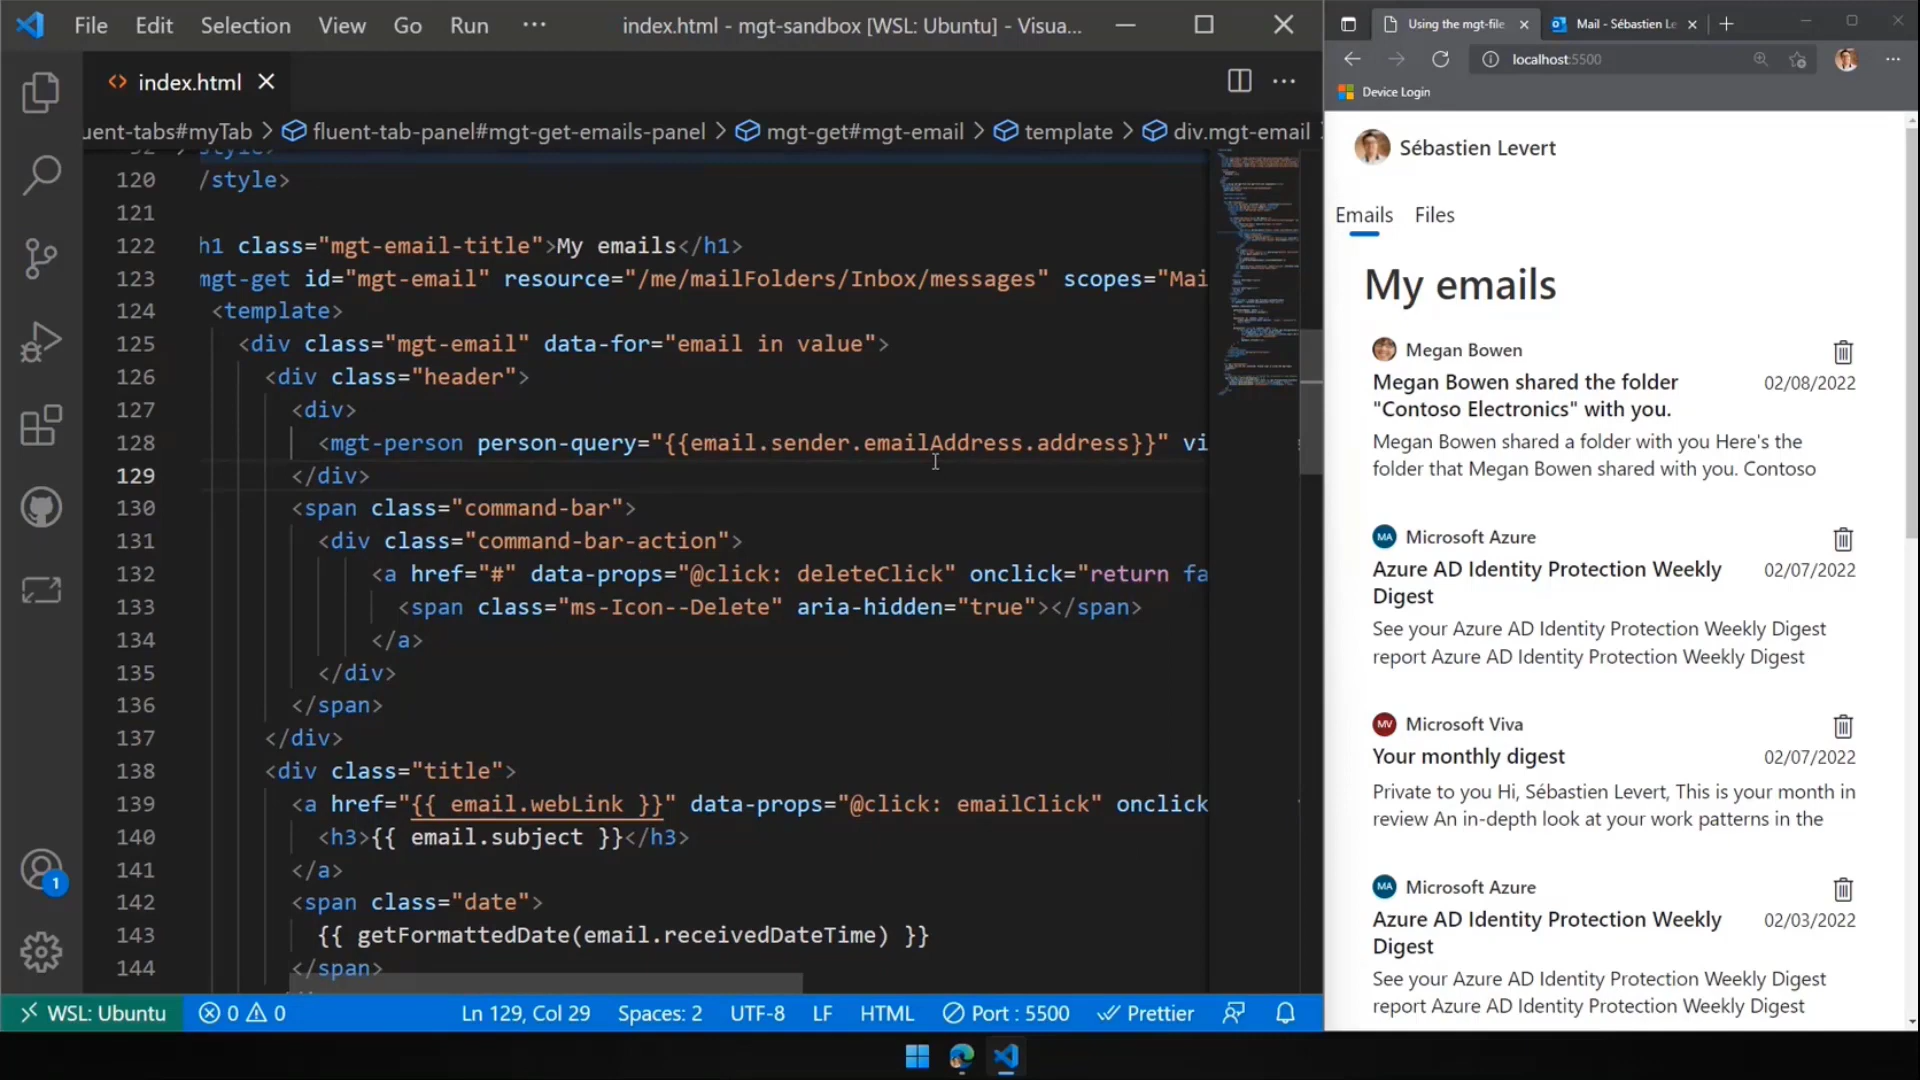 File Edit Selection View Go Run ··· index.html - mgt-sandbox [WSL: Ubuntu] - Visua...
<> index.html
uent-tabs#myTab > fluent-tab-panel#mgt-get-emails-panel > mgt-get#mgt-email > template > div.mgt-email
120 /style>
121
122 h1 class="mgt-email-title">My emails</h1>
123 mgt-get id="mgt-email" resource="/me/mailFolders/Inbox/messages" scopes="Mai
124 <template>
125 <div class="mgt-email" data-for="email in value">
126 <div class="header">
127 <div>
128 <mgt-person person-query="{{email.sender.emailAddress.address}}" vi
129 </div>
130 <span class="command-bar">
131 <div class="command-bar-action">
132 <a href="#" data-props="@click: deleteClick" onclick="return fa
133 <span class="ms-Icon--Delete" aria-hidden="true"></span>
134 </a>
135 </div>
136 </span>
137 </div>
138 <div class="title">
139 <a href="{{ email.webLink }}" data-props="@click: emailClick" onclick
140 <h3>{{ email.subject }}</h3>
141 </a>
142 <span class="date">
143 {{ getFormattedDate(email.receivedDateTime) }}
144 </span>
1
WSL: Ubuntu 0 0 Ln 129, Col 29 Spaces: 2 UTF-8 LF HTML Port : 5500 Prettier
Using the mgt-file Mail - Sébastien Le
localhost:5500
Device Login
Sébastien Levert
Emails Files
My emails
Megan Bowen
Megan Bowen shared the folder 02/08/2022
"Contoso Electronics" with you.
Megan Bowen shared a folder with you Here's the
folder that Megan Bowen shared with you. Contoso
MA Microsoft Azure
Azure AD Identity Protection Weekly 02/07/2022
Digest
See your Azure AD Identity Protection Weekly Digest
report Azure AD Identity Protection Weekly Digest
MV Microsoft Viva
Your monthly digest 02/07/2022
Private to you Hi, Sébastien Levert, This is your month in
review An in-depth look at your work patterns in the
MA Microsoft Azure
Azure AD Identity Protection Weekly 02/03/2022
Digest
See your Azure AD Identity Protection Weekly Digest
report Azure AD Identity Protection Weekly Digest